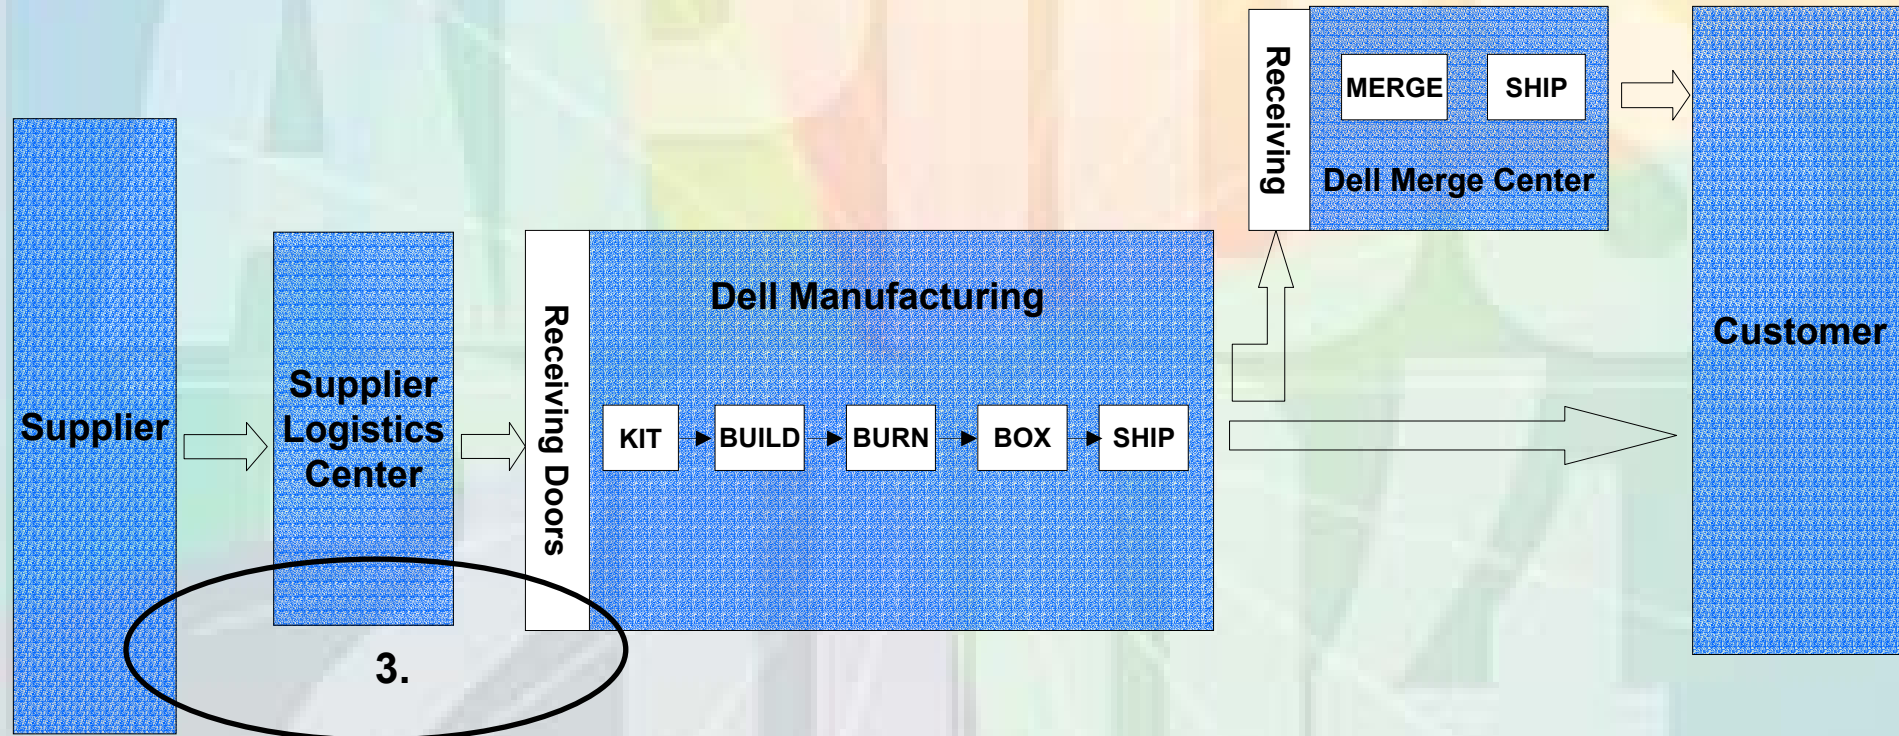 Supplier
Supplier
Logistics
Center
Receiving Doors
Dell Manufacturing
KIT
BUILD
BURN
BOX
SHIP
Receiving
MERGE
SHIP
Dell Merge Center
Customer
3.